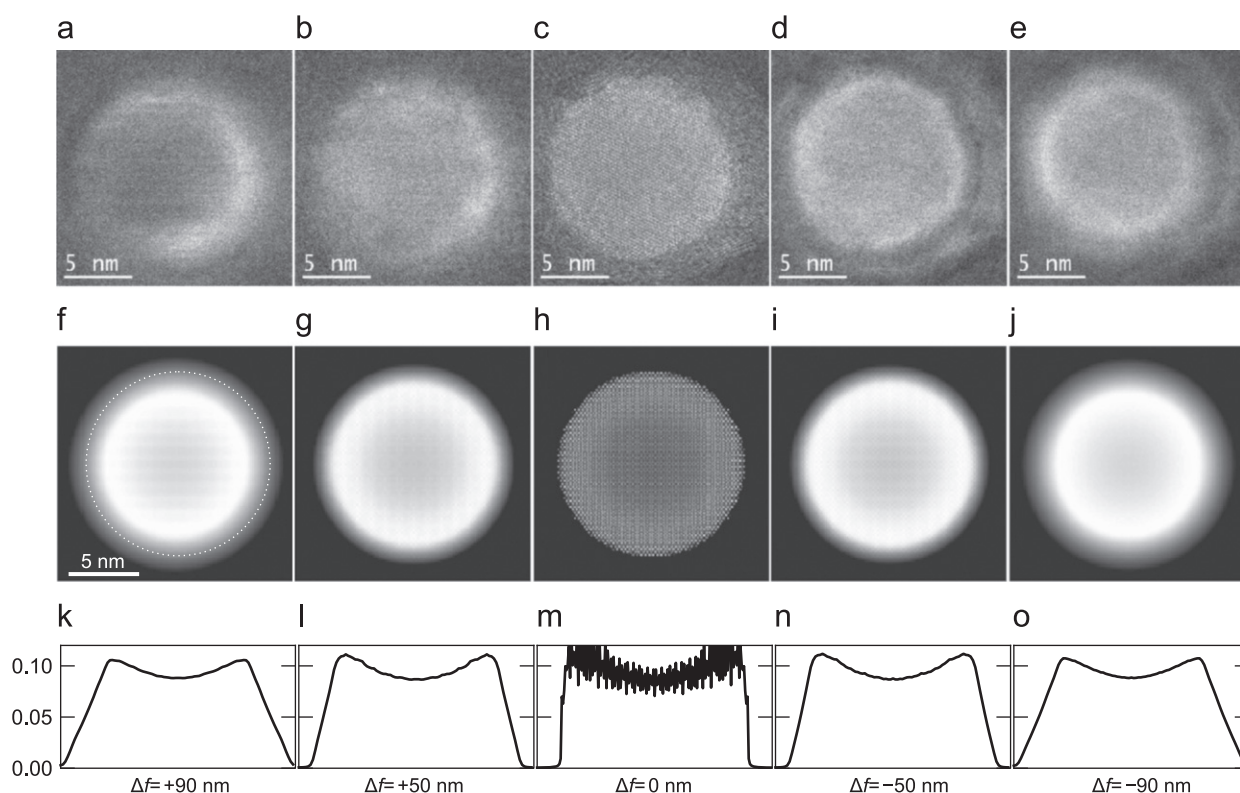 a b c d e
5 nm 5 nm 5 nm 5 nm 5 nm
f g h i j
5 nm
k l m n o
0.10
0.05
0.00
Δf= +90 nm Δf= +50 nm Δf= 0 nm Δf= −50 nm Δf= −90 nm